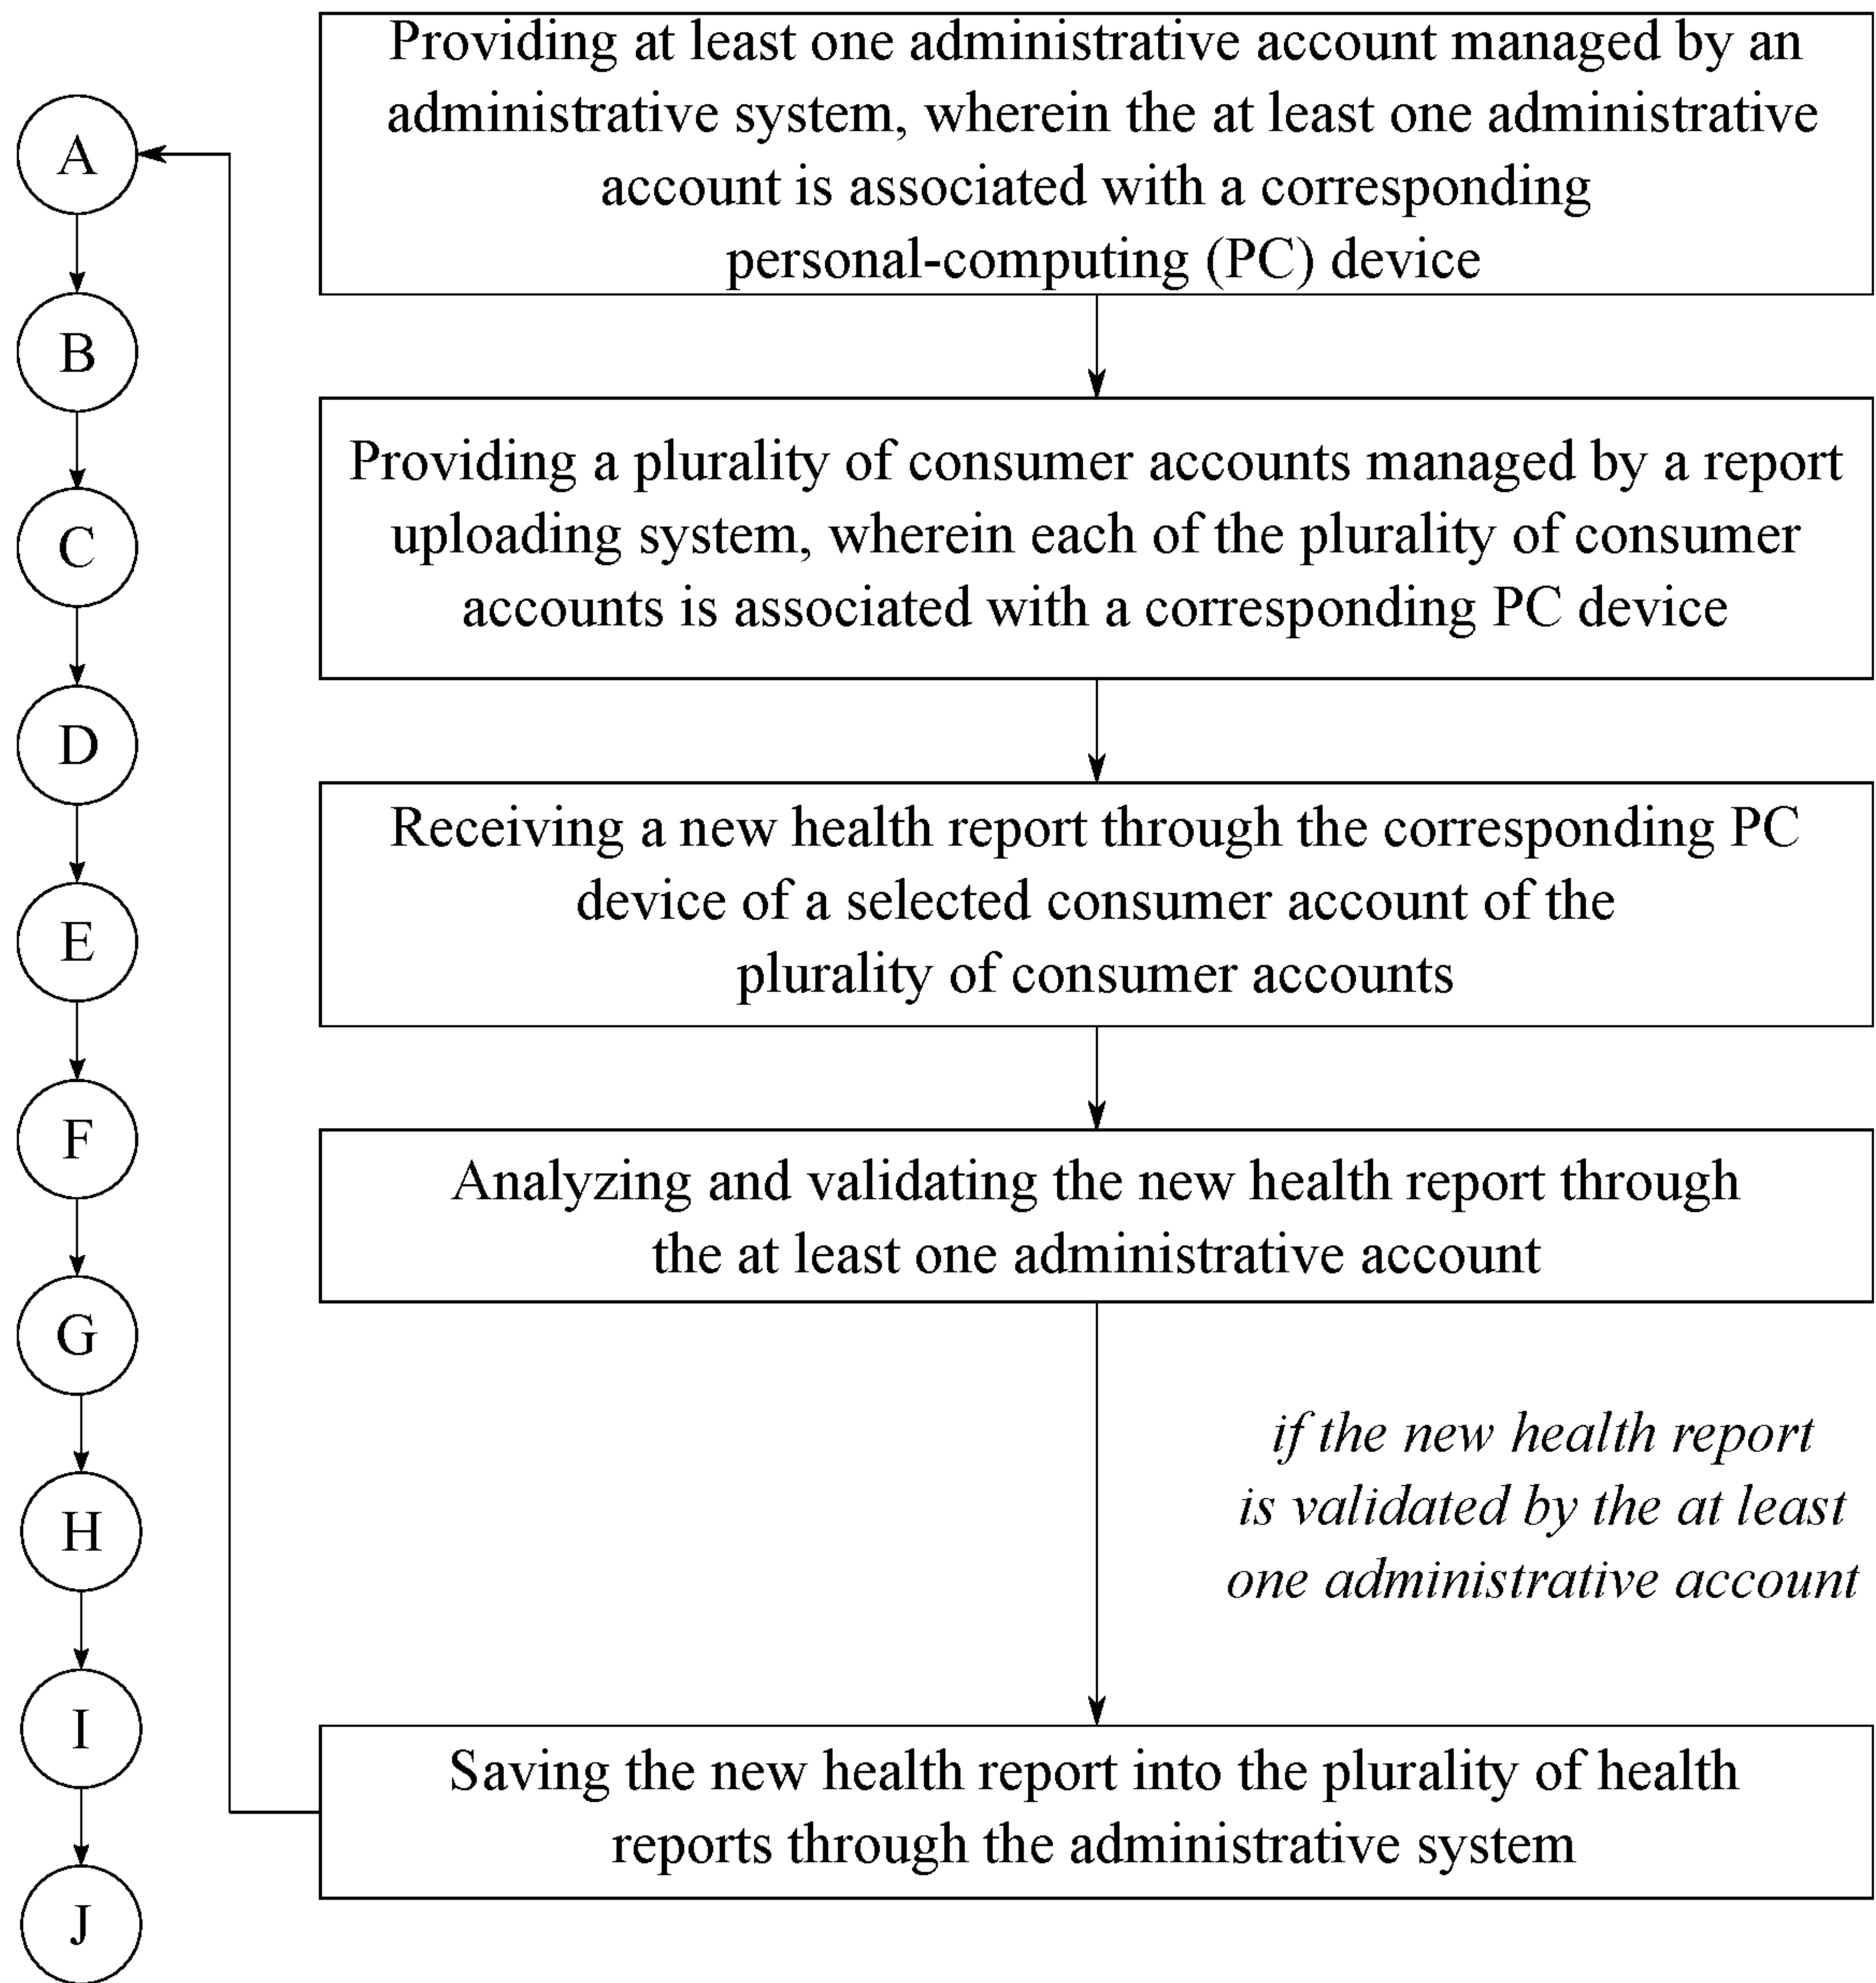 A
B
C
D
E
F
G
H
I
J
Providing at least one administrative account managed by an
administrative system, wherein the at least one administrative
account is associated with a corresponding
personal-computing (PC) device
Providing a plurality of consumer accounts managed by a report
uploading system, wherein each of the plurality of consumer
accounts is associated with a corresponding PC device
Receiving a new health report through the corresponding PC
device of a selected consumer account of the
plurality of consumer accounts
Analyzing and validating the new health report through
the at least one administrative account
if the new health report
is validated by the at least
one administrative account
Saving the new health report into the plurality of health
reports through the administrative system